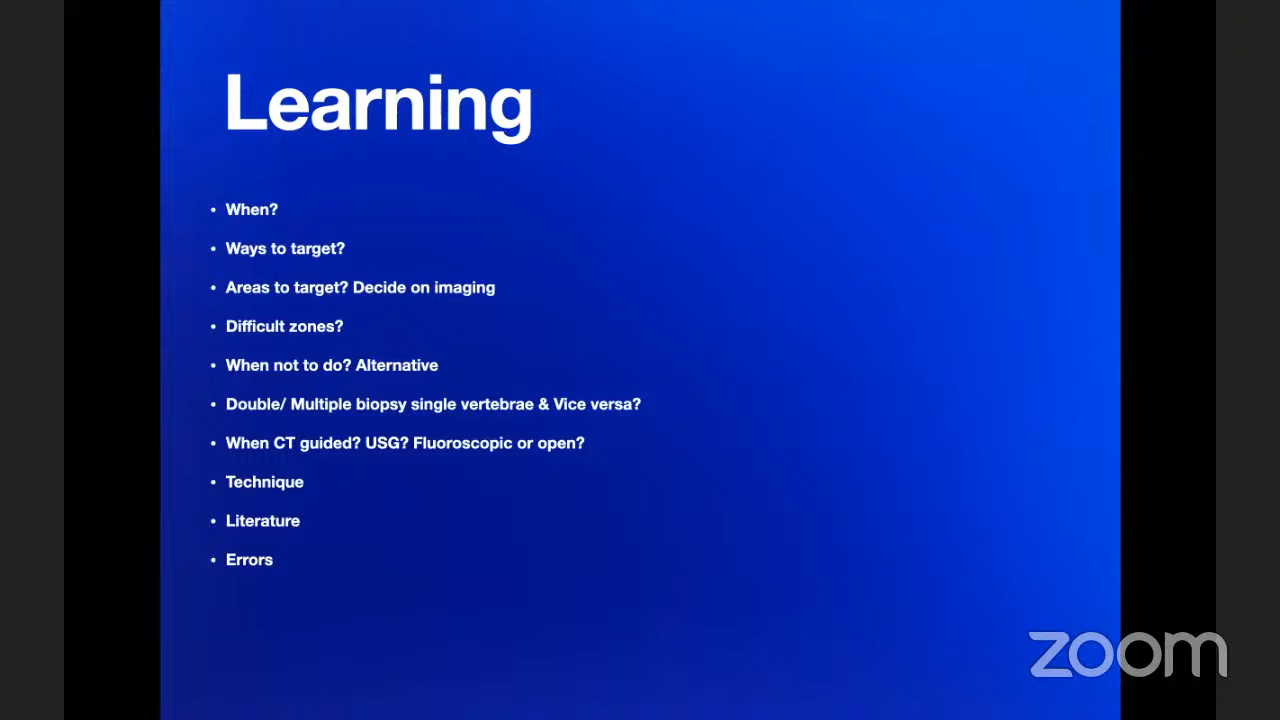 Learning
• When?
• Ways to target?
• Areas to target? Decide on imaging
• Difficult zones?
• When not to do? Alternative
• Double/ Multiple biopsy single vertebrae & Vice versa?
• When CT guided? USG? Fluoroscopic or open?
• Technique
• Literature
• Errors
zoom